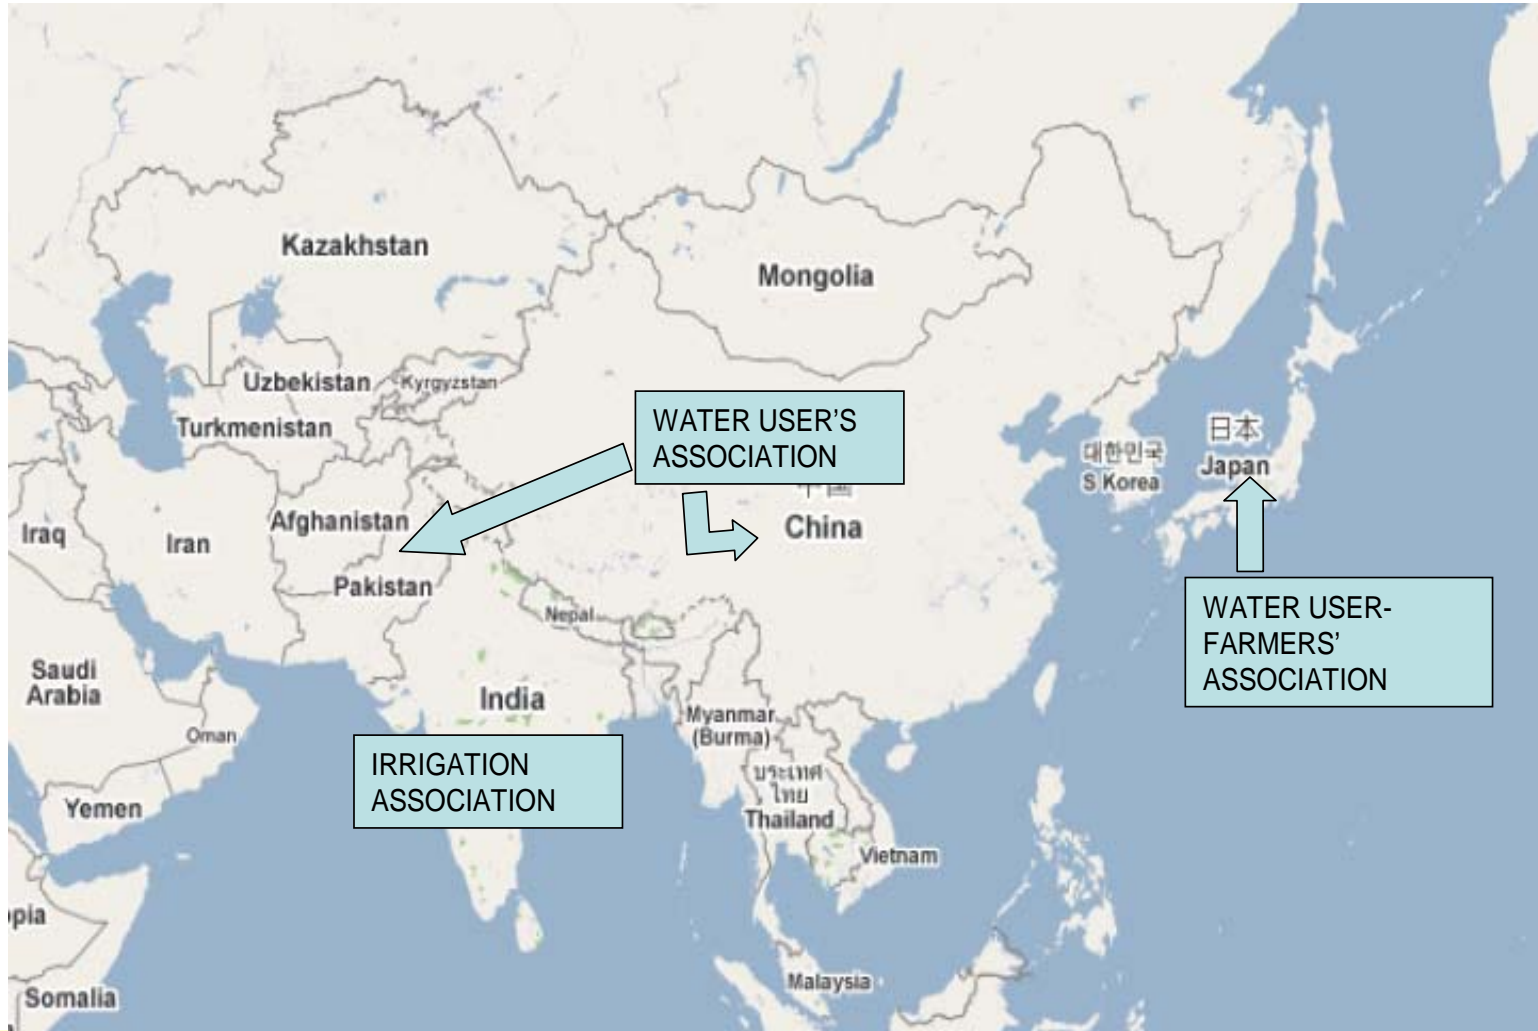 Kazakhstan
Mongolia
Uzbekistan
Kyrgyzstan
Turkmenistan
WATER USER'S
ASSOCIATION
日本
Japan
대한민국
S Korea
Afghanistan
China
Iraq
Iran
Pakistan
Nepal
WATER USER-
FARMERS'
ASSOCIATION
Saudi
Arabia
India
Myanmar
(Burma)
Oman
IRRIGATION
ASSOCIATION
ประเทศ
ไทย
Thailand
Yemen
Vietnam
opia
Malaysia
Somalia